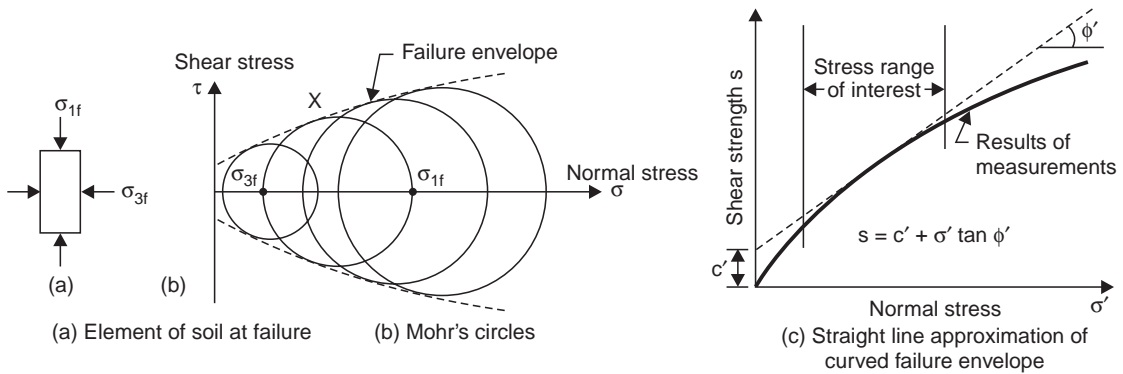 σ1f
σ3f
(a)
Shear stress
τ
Failure envelope
X
σ3f
σ1f
Normal stress
σ
(b)
(a) Element of soil at failure
(b) Mohr's circles
Shear strength s
Stress range
of interest
ϕ′
Results of
measurements
s = c′ + σ′ tan ϕ′
c′
Normal stress
σ′
(c) Straight line approximation of
curved failure envelope